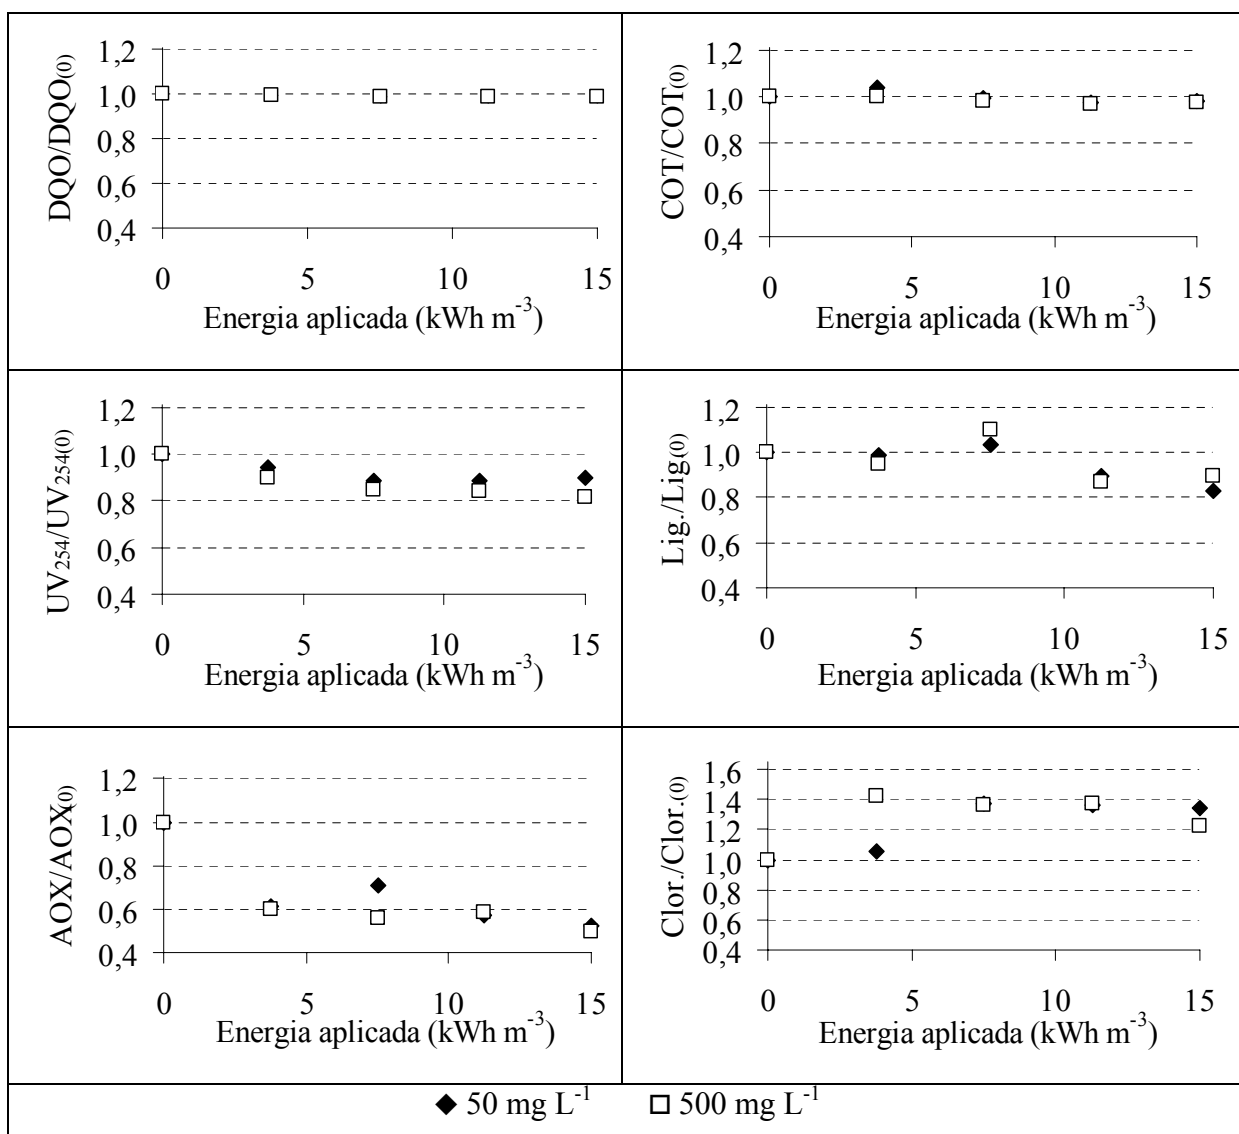 DQO/DQO(0)
1,2
1,0
0,8
0,6
0,4
0 5 10 15
Energia aplicada (kWh m-3)
COT/COT(0)
1,2
1,0
0,8
0,6
0,4
0 5 10 15
Energia aplicada (kWh m-3)
UV254/UV254(0)
1,2
1,0
0,8
0,6
0,4
0 5 10 15
Energia aplicada (kWh m-3)
Lig./Lig(0)
1,2
1,0
0,8
0,6
0,4
0 5 10 15
Energia aplicada (kWh m-3)
AOX/AOX(0)
1,2
1,0
0,8
0,6
0,4
0 5 10 15
Energia aplicada (kWh m-3)
Clor./Clor.(0)
1,6
1,4
1,2
1,0
0,8
0,6
0,4
0 5 10 15
Energia aplicada (kWh m-3)
50 mg L-1 500 mg L-1